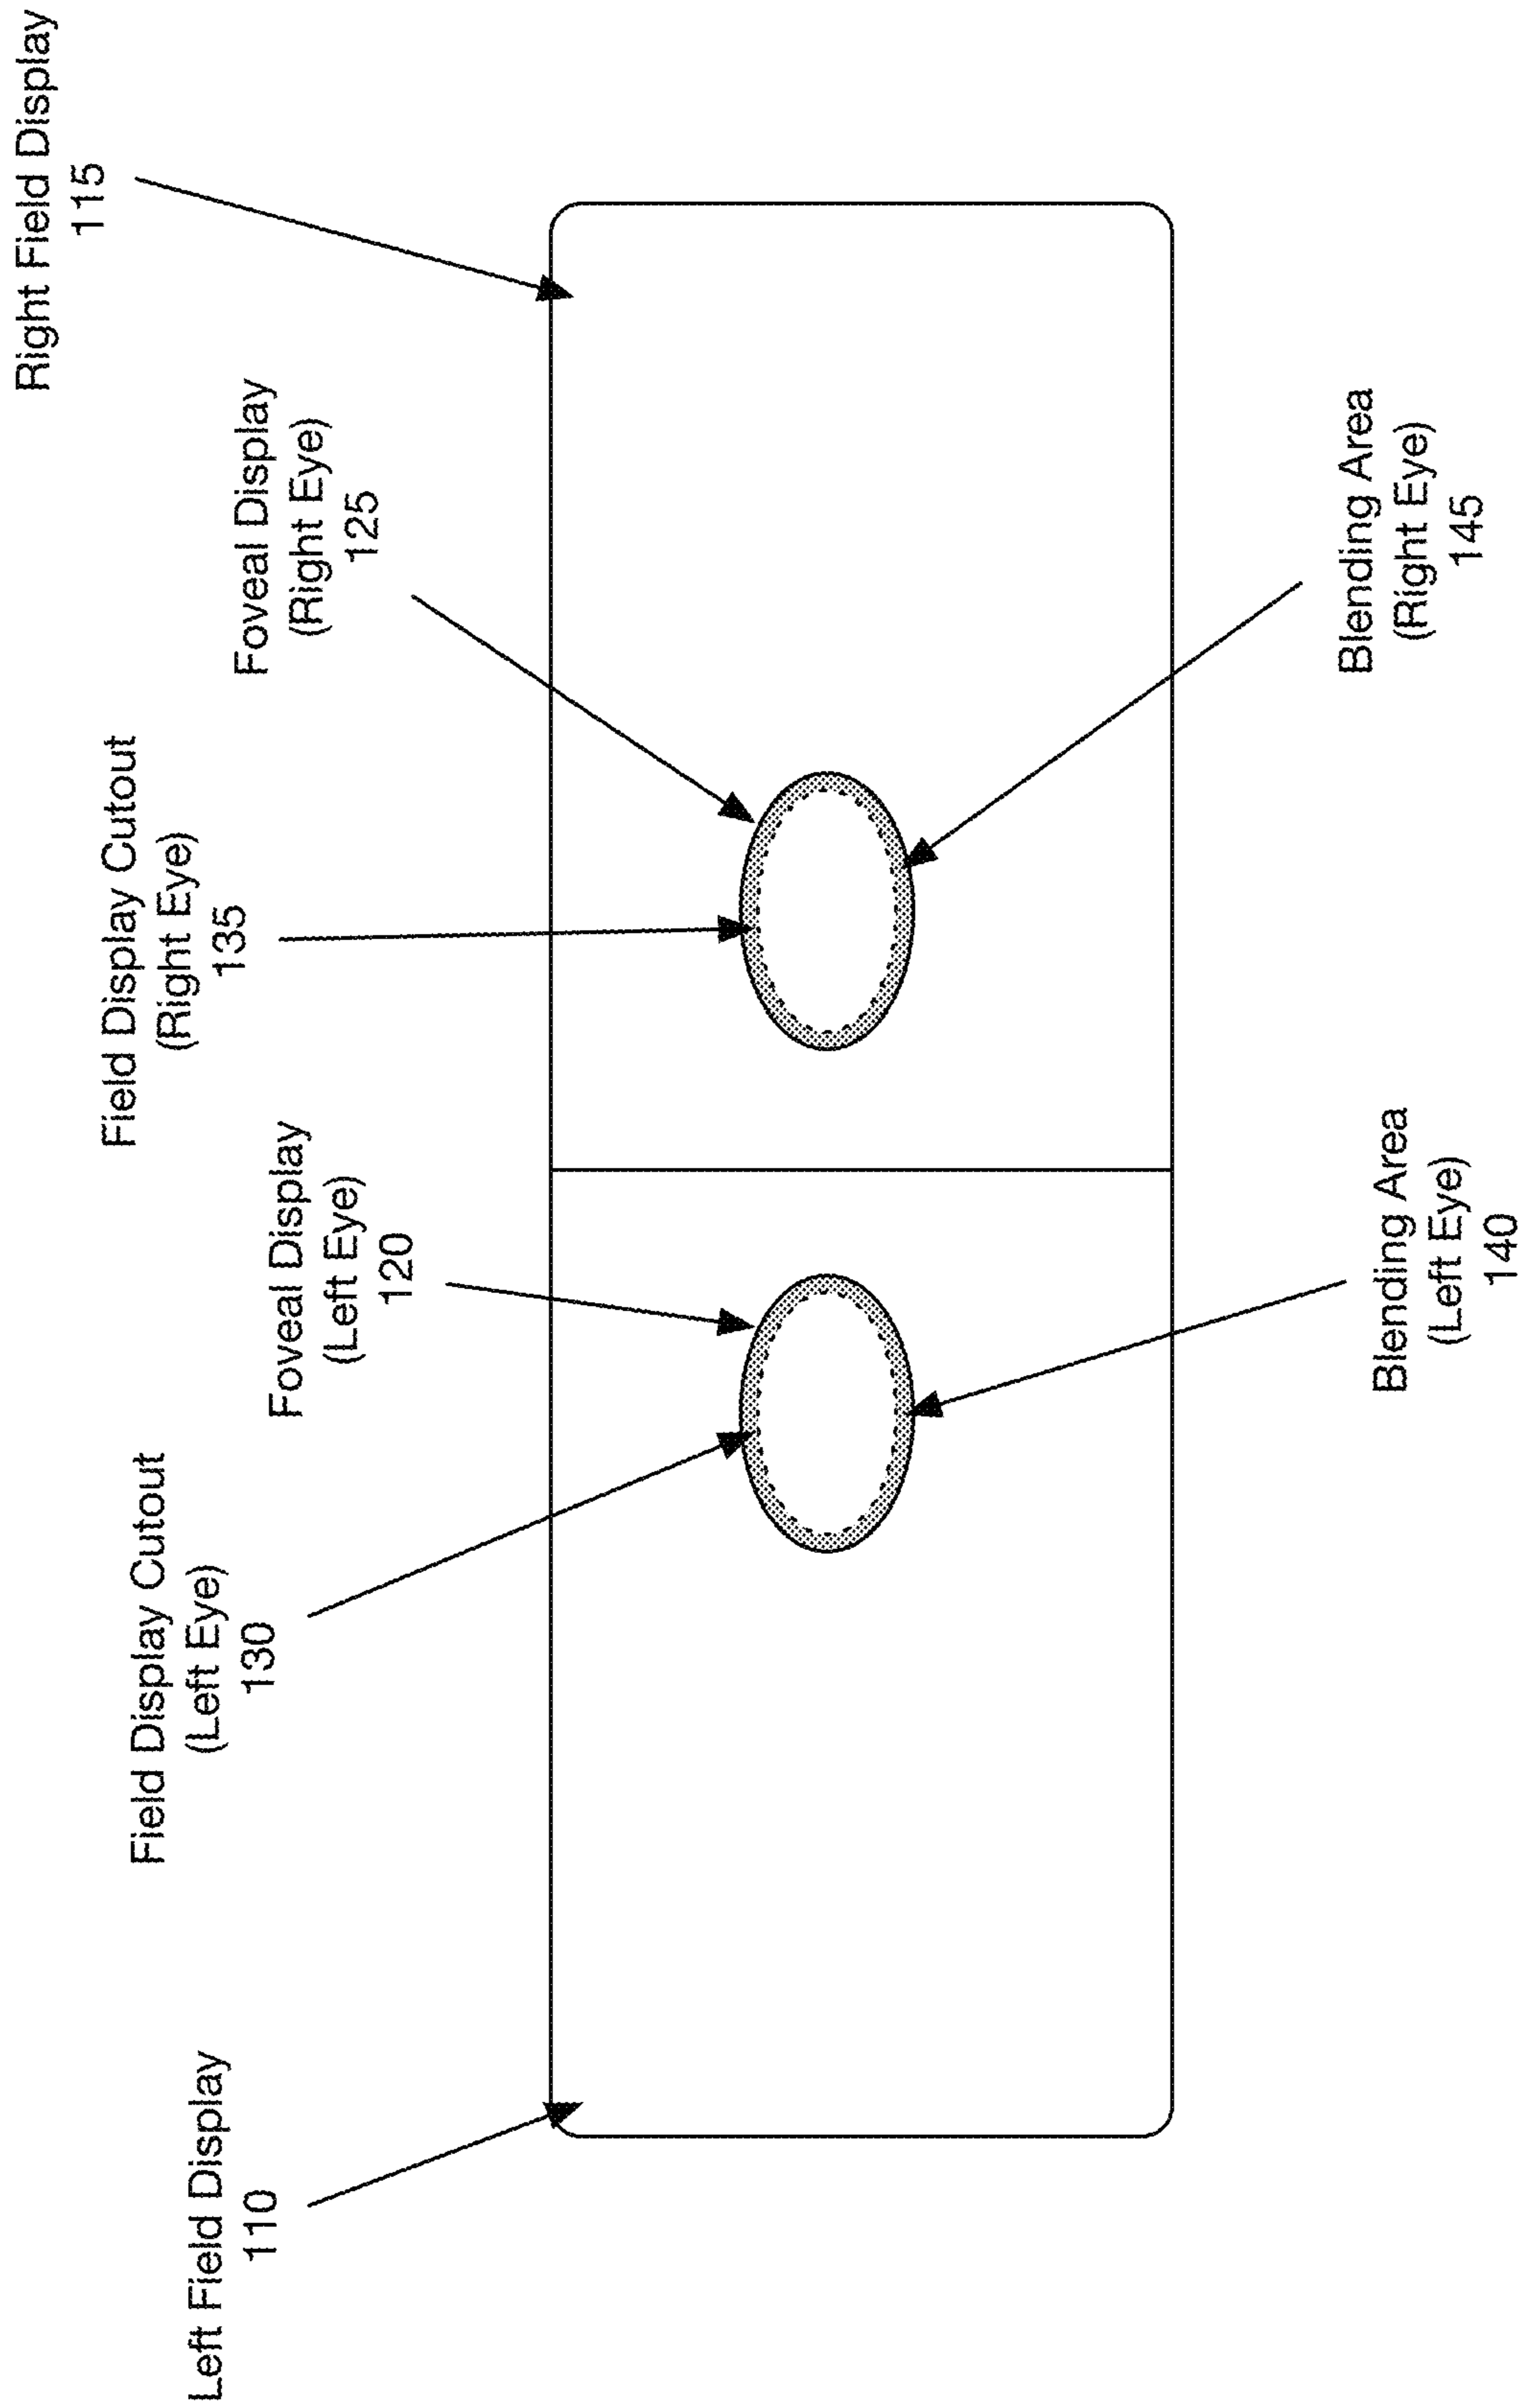 Left Field Display
110
Field Display Cutout
(Left Eye)
130
Foveal Display
(Left Eye)
120
Field Display Cutout
(Right Eye)
135
Foveal Display
(Right Eye)
125
Right Field Display
115
Blending Area
(Left Eye)
140
Blending Area
(Right Eye)
145